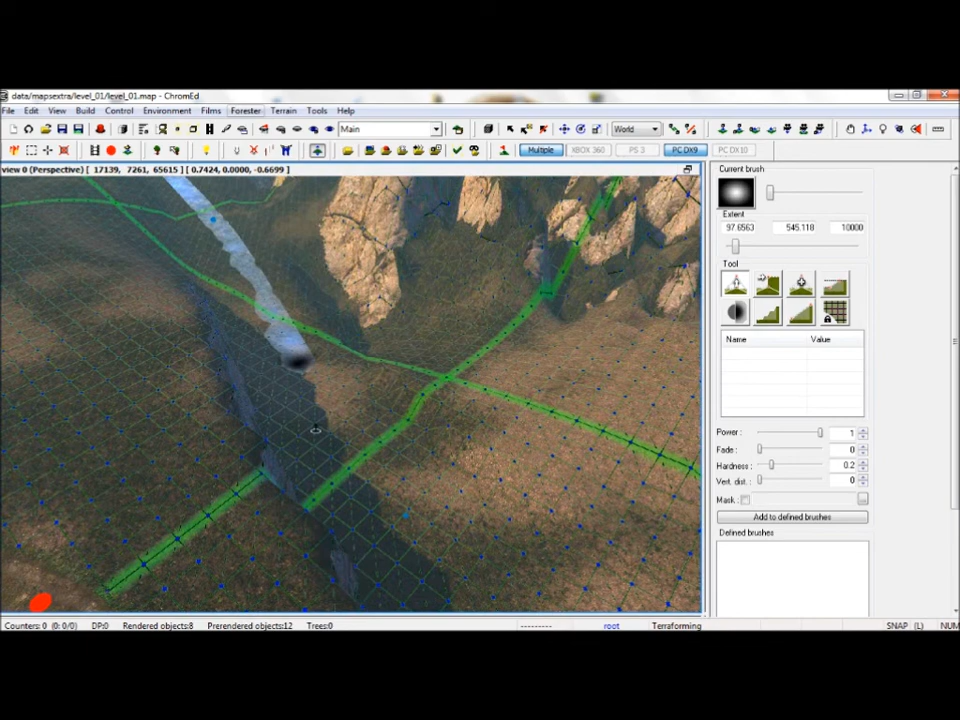 data/mapsextra/level_01/level_01.map - ChromEd
File Edit View Build Control Environment Films Forester Terrain Tools Help
Main World
Multiple XBOX 360 PS 3 PC DX9 PC DX10
view 0 (Perspective) [ 17139, 7261, 65615 ] [ 0.7424, 0.0000, -0.6699 ]
Current brush
Extent
97.6563 545.118 10000
Tool
Name Value
Power: 1
Fade: 0
Hardness: 0.2
Vert. dist.: 0
Mask:
Add to defined brushes
Defined brushes
Counters: 0 (0: 0/0) DP:0 Rendered objects:8 Prerendered objects:12 Trees:0 --------- root Terraforming SNAP (L) NUM